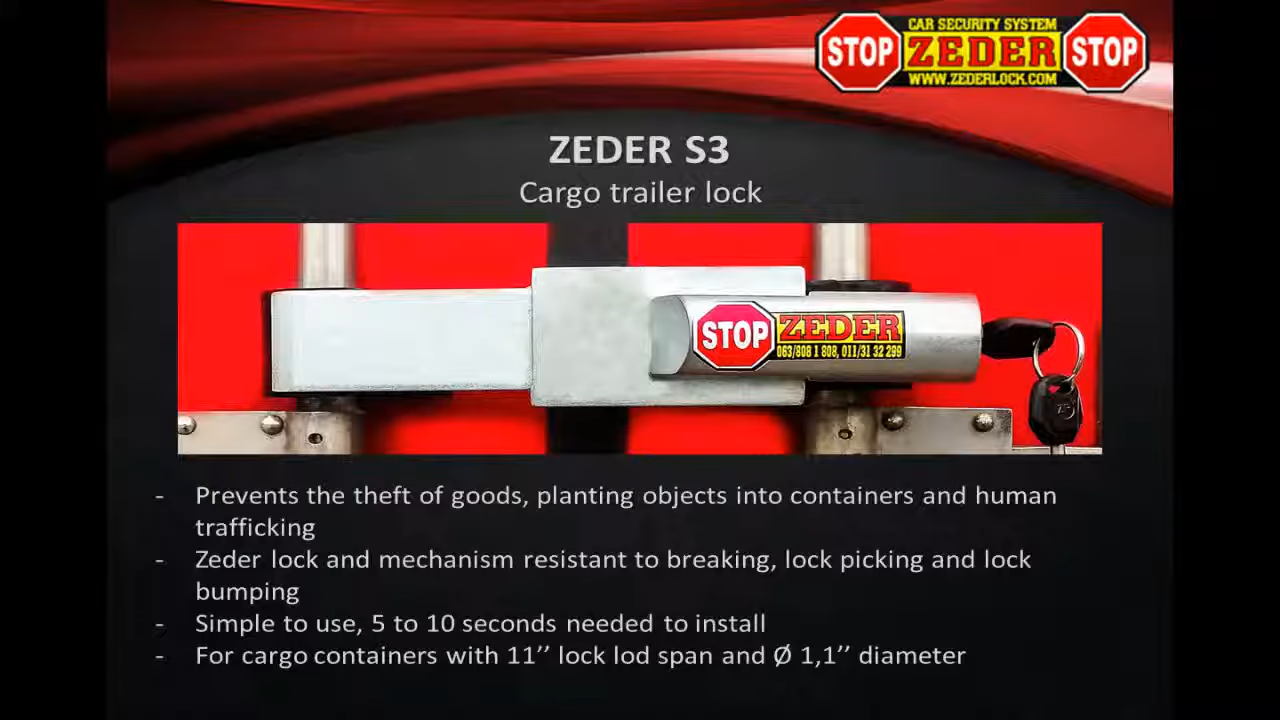 CAR SECURITY SYSTEM
STOP ZEDER STOP
WWW.ZEDERLOCK.COM
ZEDER S3
Cargo trailer lock
STOP ZEDER
063/808 1 808, 011/31 32 299
- Prevents the theft of goods, planting objects into containers and human
trafficking
- Zeder lock and mechanism resistant to breaking, lock picking and lock
bumping
- Simple to use, 5 to 10 seconds needed to install
- For cargo containers with 11’’ lock lod span and Ø 1,1’’ diameter